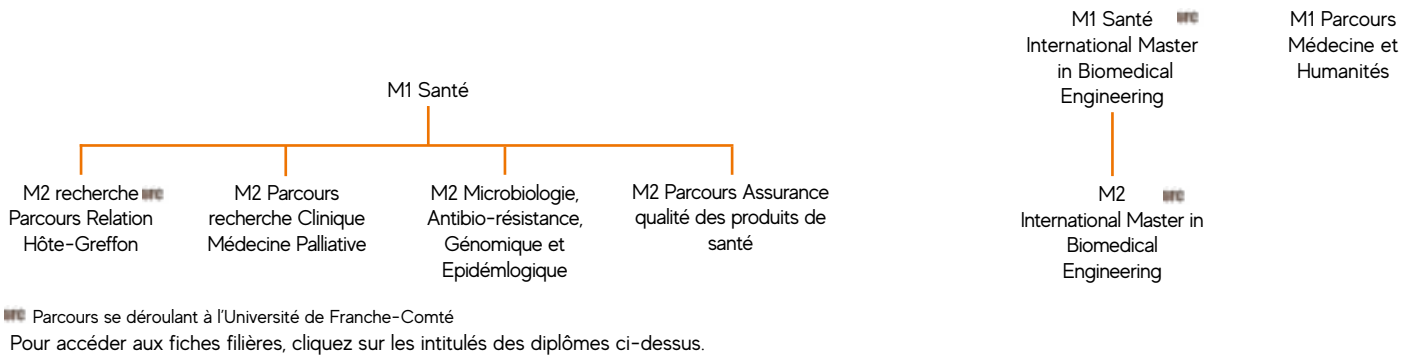 M1 Santé
M2 recherche
Parcours Relation
Hôte-Greffon
M2 Parcours
recherche Clinique
Médecine Palliative
M2 Microbiologie,
Antibio-résistance,
Génomique et
Epidémlogique
M2 Parcours Assurance
qualité des produits de
santé
M1 Santé
International Master
in Biomedical
Engineering
M2
International Master in
Biomedical
Engineering
M1 Parcours
Médecine et
Humanités
Parcours se déroulant à l'Université de Franche-Comté
Pour accéder aux fiches filières, cliquez sur les intitulés des diplômes ci-dessus.